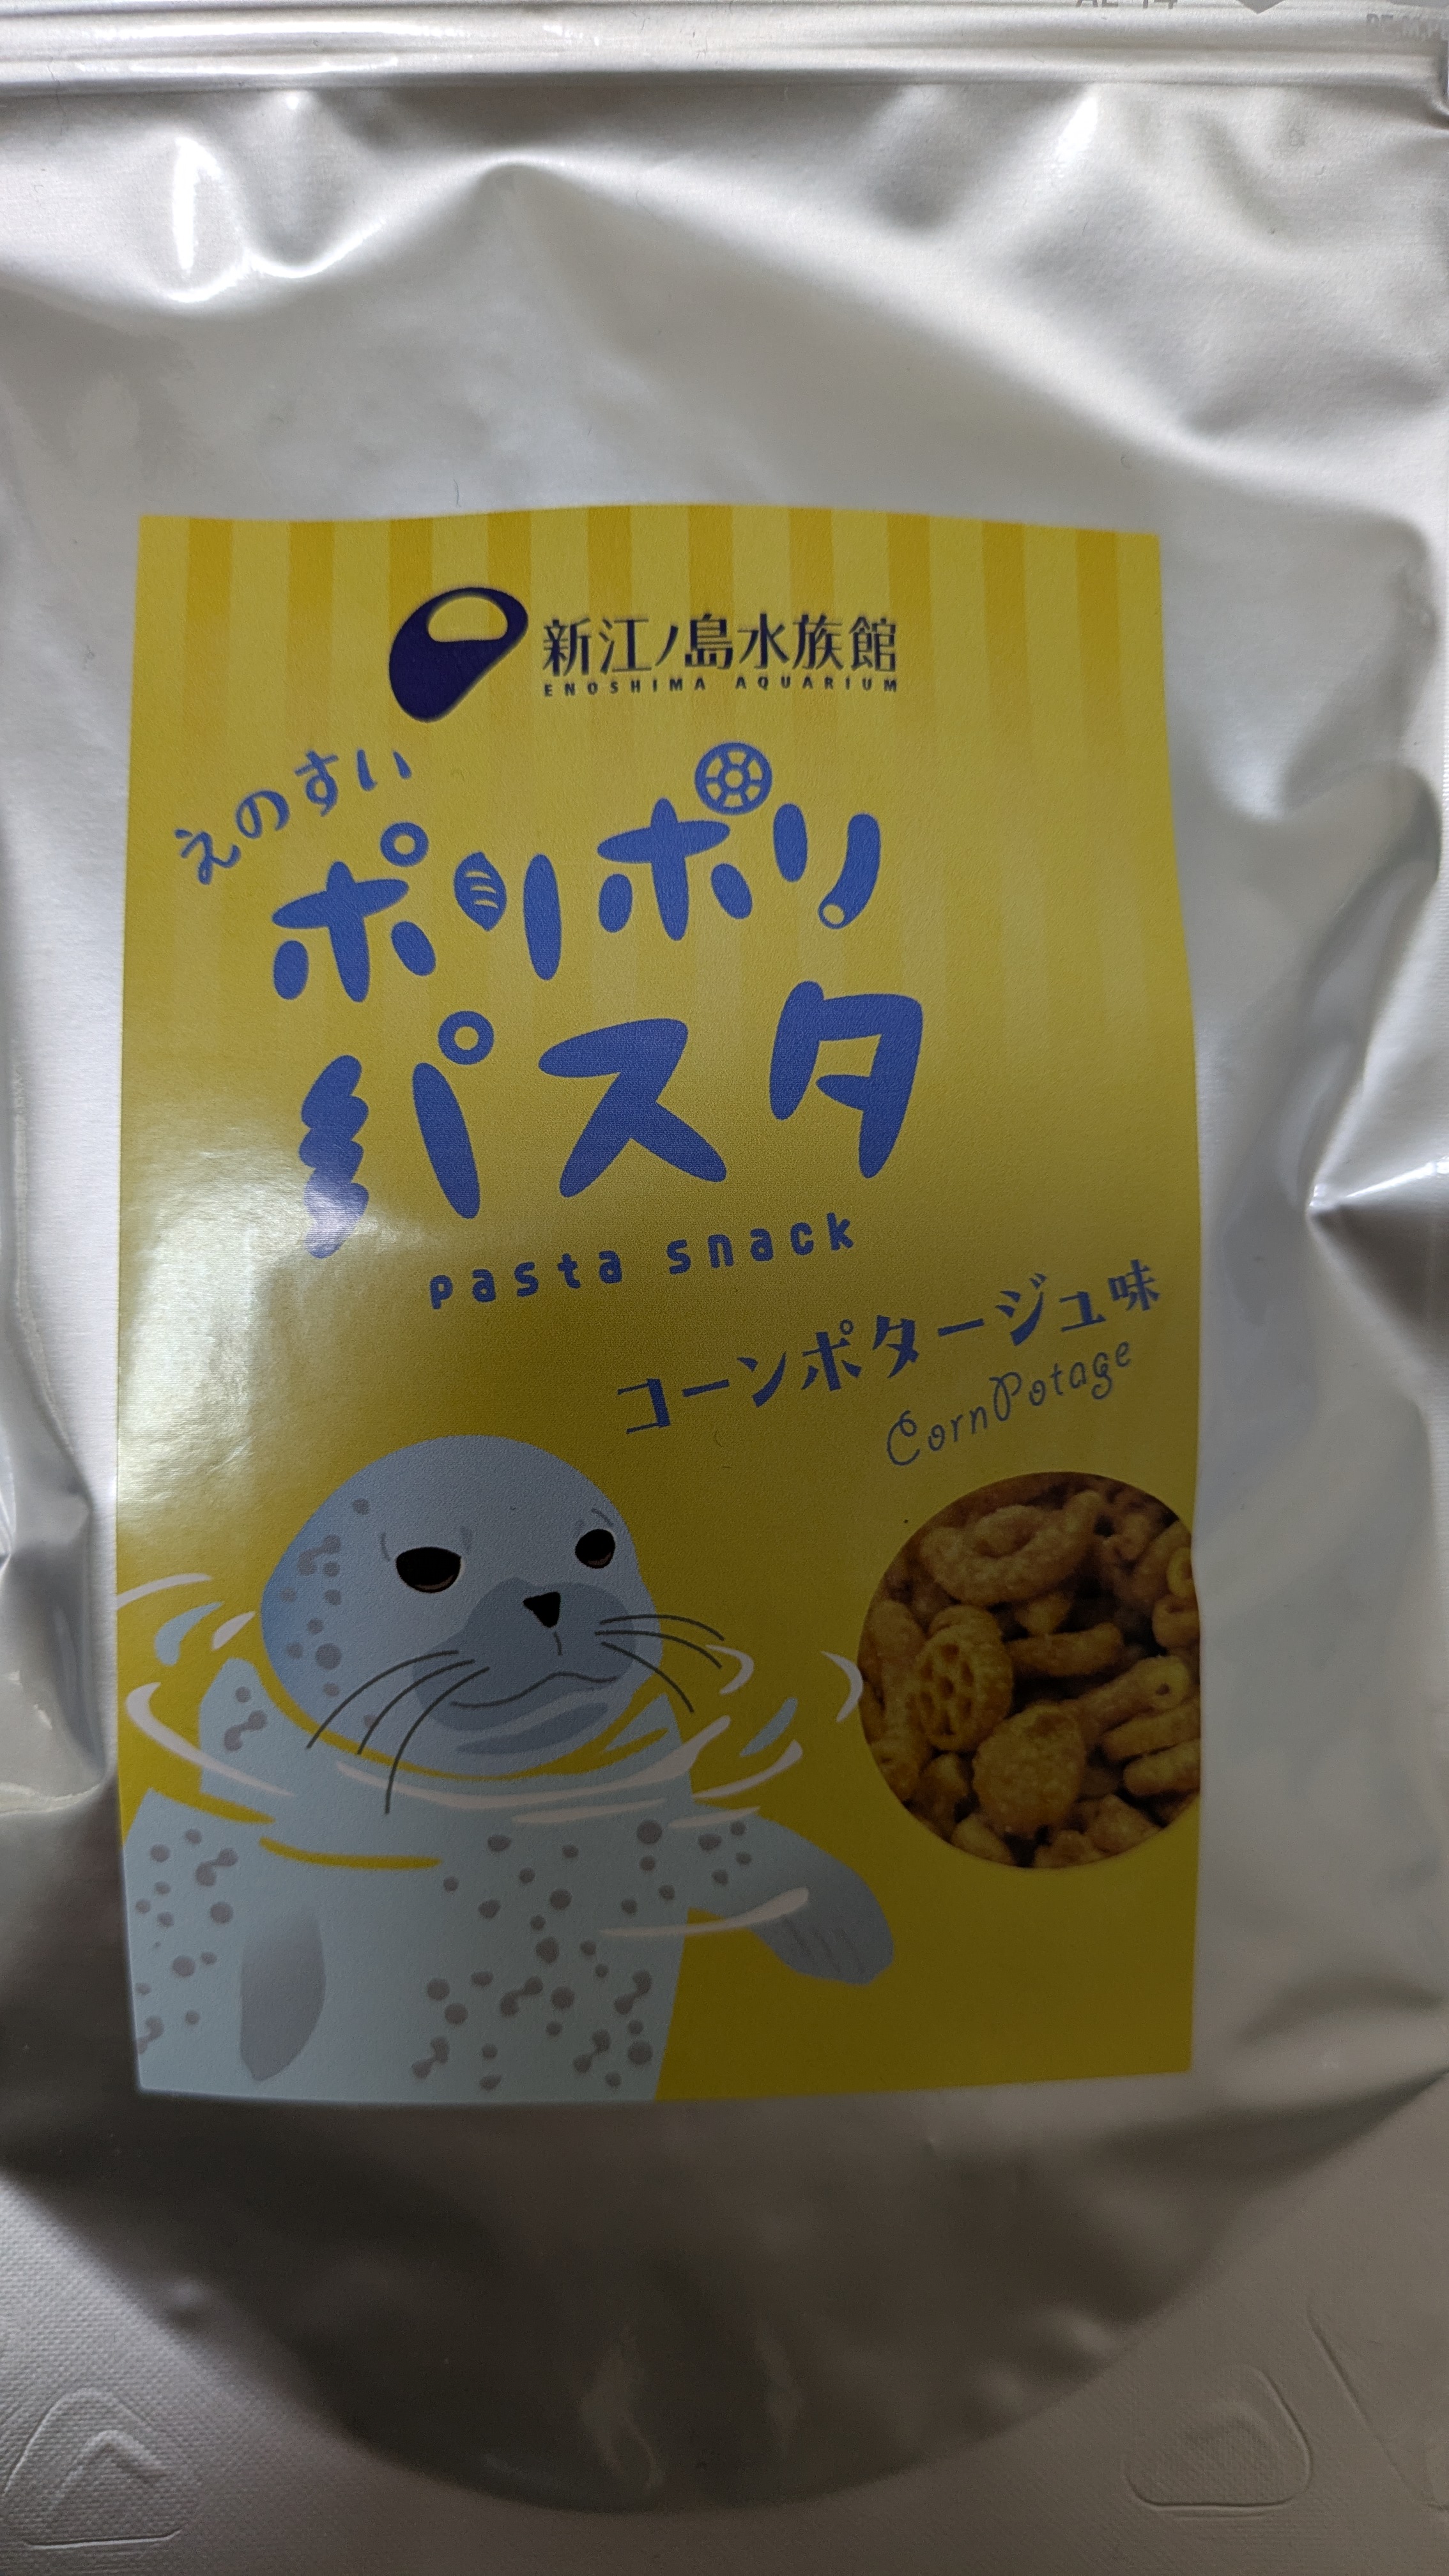 新江ノ島水族館
ENOSHIMA AQUARIUM
えのすい
ポリポリ
パスタ
pasta snack
コーンポタージュ味
CornPotage